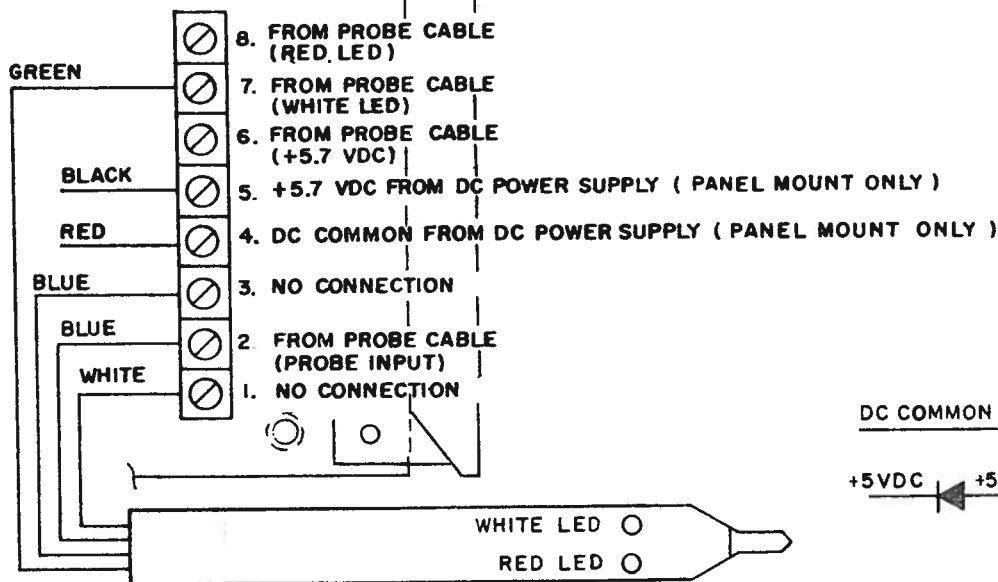 8. FROM PROBE CABLE
(RED LED)
GREEN
7. FROM PROBE CABLE
(WHITE LED)
6. FROM PROBE CABLE
(+5.7 VDC)
BLACK
5. +5.7 VDC FROM DC POWER SUPPLY ( PANEL MOUNT ONLY )
RED
4. DC COMMON FROM DC POWER SUPPLY ( PANEL MOUNT ONLY )
BLUE
3. NO CONNECTION
BLUE
2 FROM PROBE CABLE
(PROBE INPUT)
WHITE
1. NO CONNECTION
DC COMMON
+5VDC +5
WHITE LED
RED LED